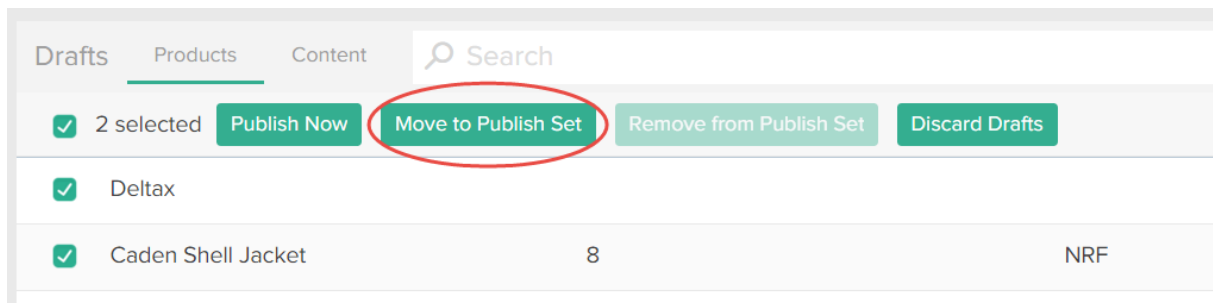 Drafts Products Content Search
2 selected Publish Now Move to Publish Set Remove from Publish Set Discard Drafts
Deltax
Caden Shell Jacket 8 NRF